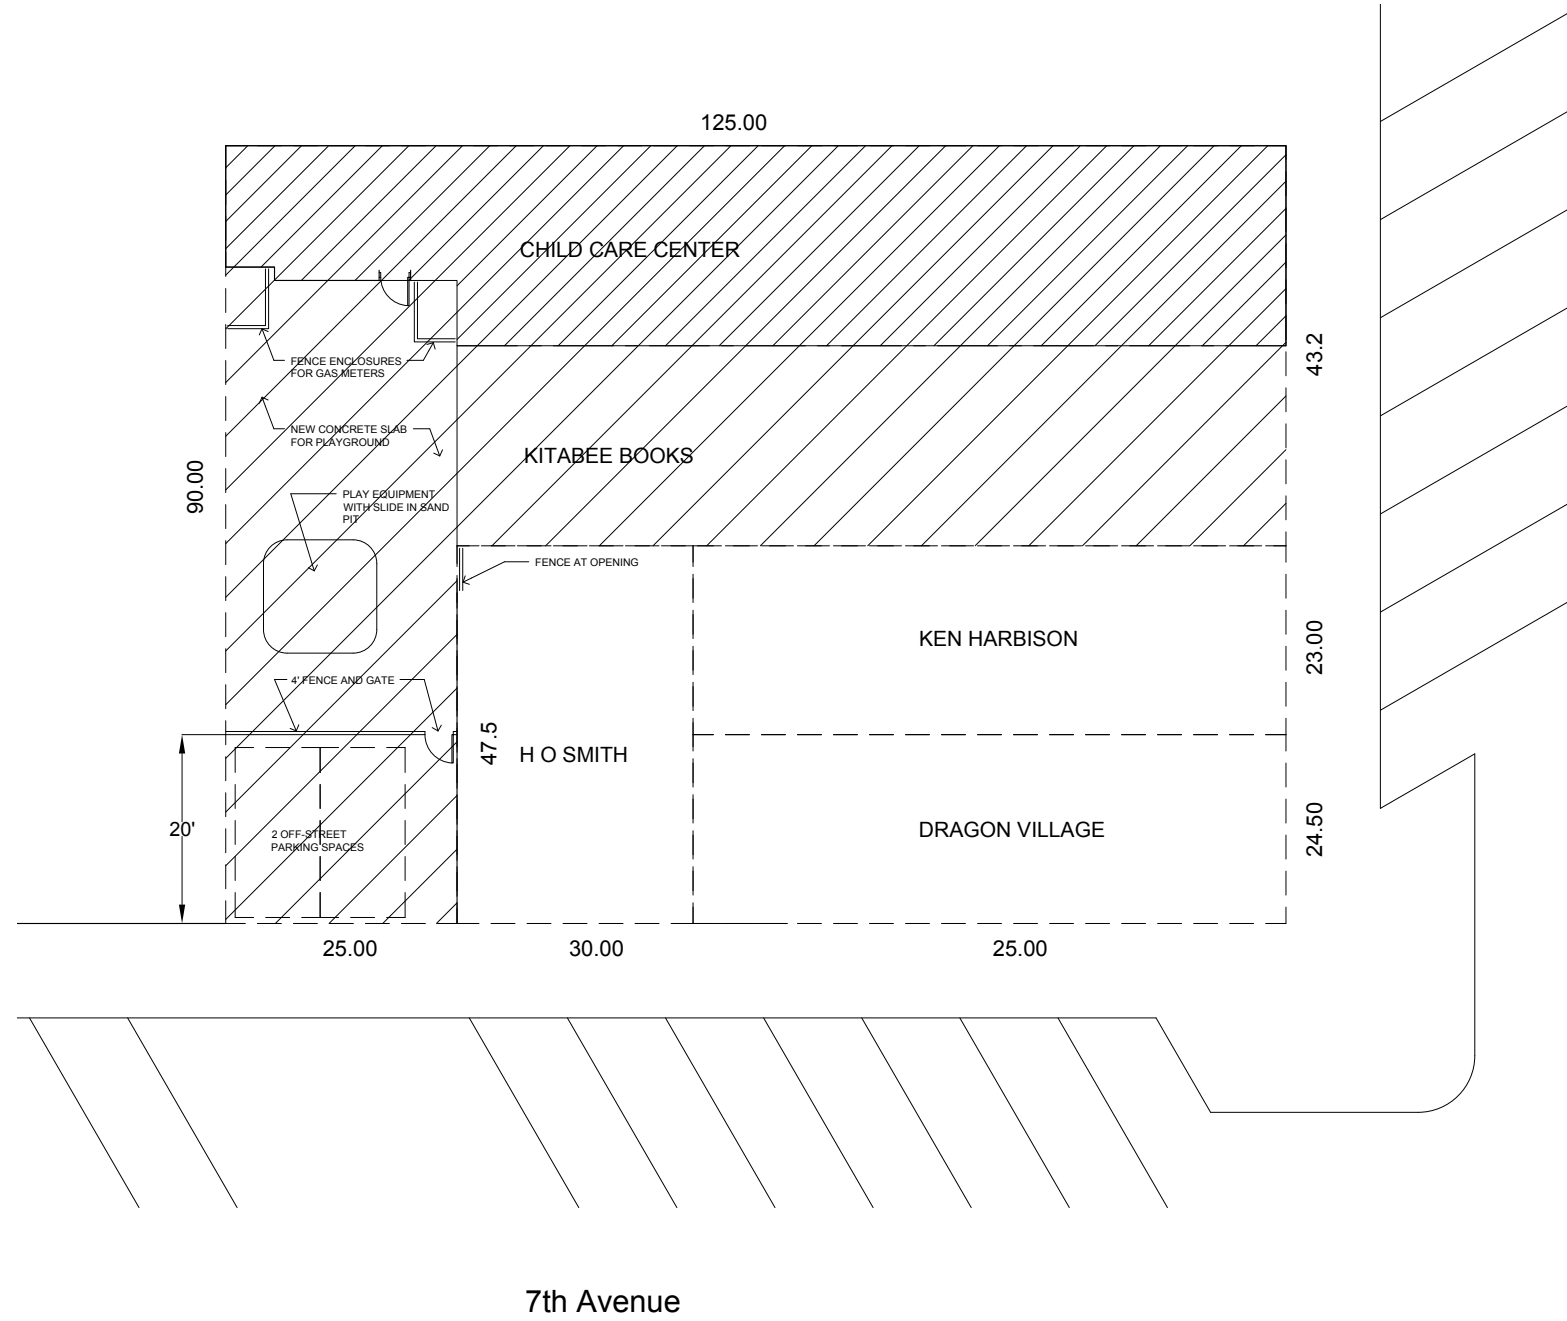 125.00
CHILD CARE CENTER
43.2
FENCE ENCLOSURES
FOR GAS METERS
NEW CONCRETE SLAB
FOR PLAYGROUND
KITABEE BOOKS
90.00
PLAY EQUIPMENT
WITH SLIDE IN SAND
PIT
FENCE AT OPENING
KEN HARBISON
23.00
4' FENCE AND GATE
47.5
H O SMITH
20'
2 OFF-STREET
PARKING SPACES
DRAGON VILLAGE
24.50
25.00
30.00
25.00
7th Avenue